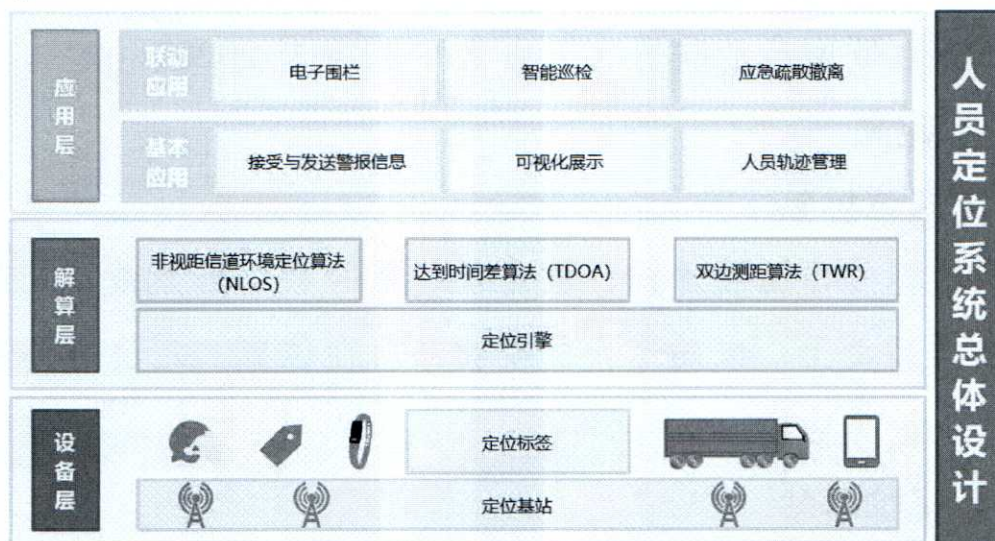 应用层
联动
应用
电子围栏
智能巡检
应急疏散撤离
基本
应用
接受与发送警报信息
可视化展示
人员轨迹管理
解算层
非视距信道环境定位算法
(NLOS)
达到时间差算法（TDOA）
双边测距算法（TWR）
定位引擎
设备层
定位标签
定位基站
人员定位系统总体设计